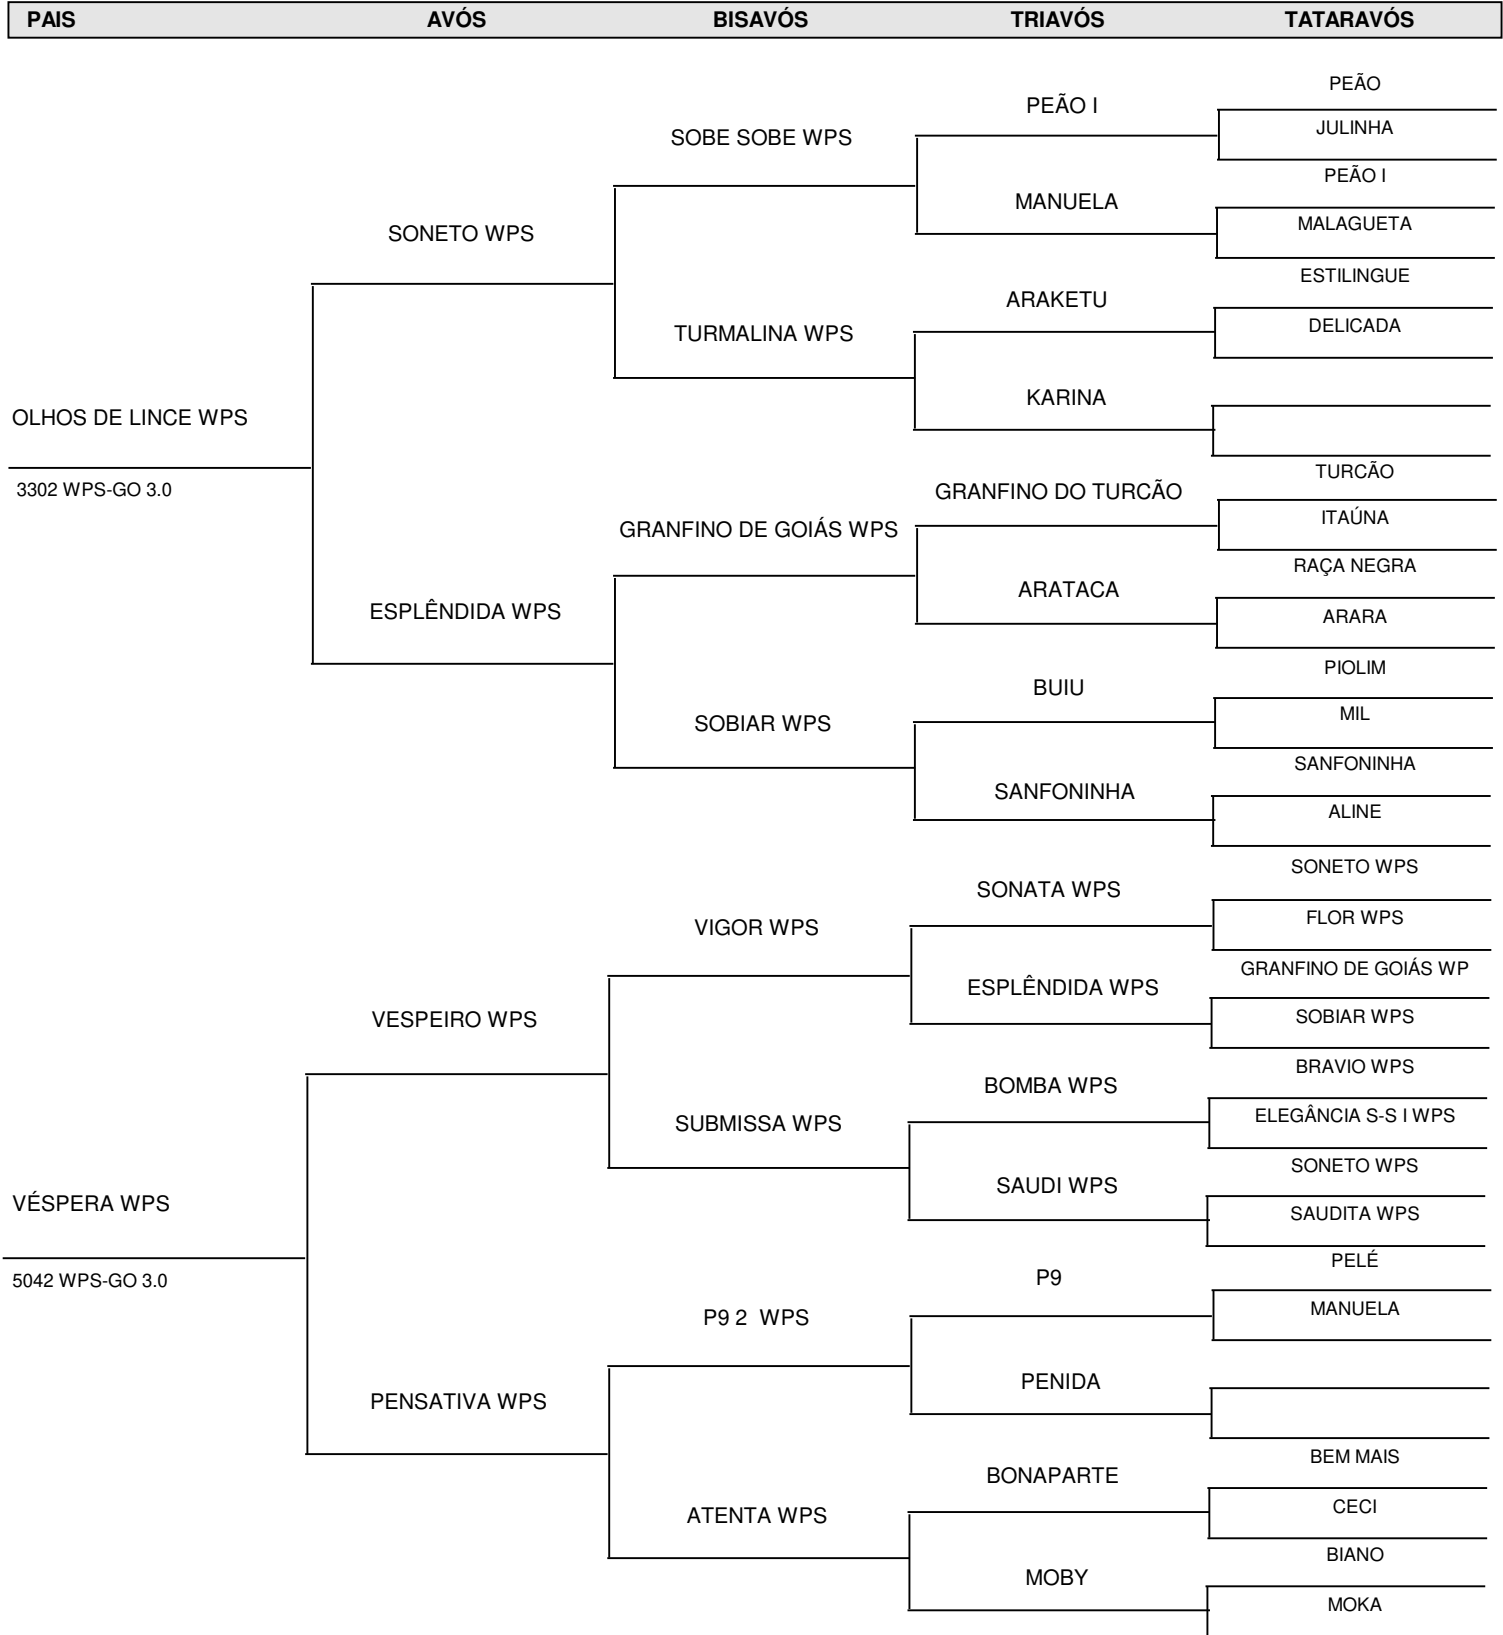 PAIS AVÓS BISAVÓS TRIAVÓS TATARAVÓS
PEÃO
PEÃO I
JULINHA
SOBE SOBE WPS
PEÃO I
MANUELA
MALAGUETA
SONETO WPS
ESTILINGUE
ARAKETU
DELICADA
TURMALINA WPS
KARINA
OLHOS DE LINCE WPS
TURCÃO
3302 WPS-GO 3.0
GRANFINO DO TURCÃO
ITAÚNA
GRANFINO DE GOIÁS WPS
RAÇA NEGRA
ARATACA
ESPLÊNDIDA WPS
ARARA
PIOLIM
BUIU
MIL
SOBIAR WPS
SANFONINHA
SANFONINHA
ALINE
SONETO WPS
SONATA WPS
FLOR WPS
VIGOR WPS
GRANFINO DE GOIÁS WP
ESPLÊNDIDA WPS
VESPEIRO WPS
SOBIAR WPS
BRAVIO WPS
BOMBA WPS
ELEGÂNCIA S-S I WPS
SUBMISSA WPS
SONETO WPS
SAUDI WPS
VÉSPERA WPS
SAUDITA WPS
PELÉ
5042 WPS-GO 3.0
P9
MANUELA
P9 2 WPS
PENIDA
PENSATIVA WPS
BEM MAIS
BONAPARTE
CECI
ATENTA WPS
BIANO
MOBY
MOKA